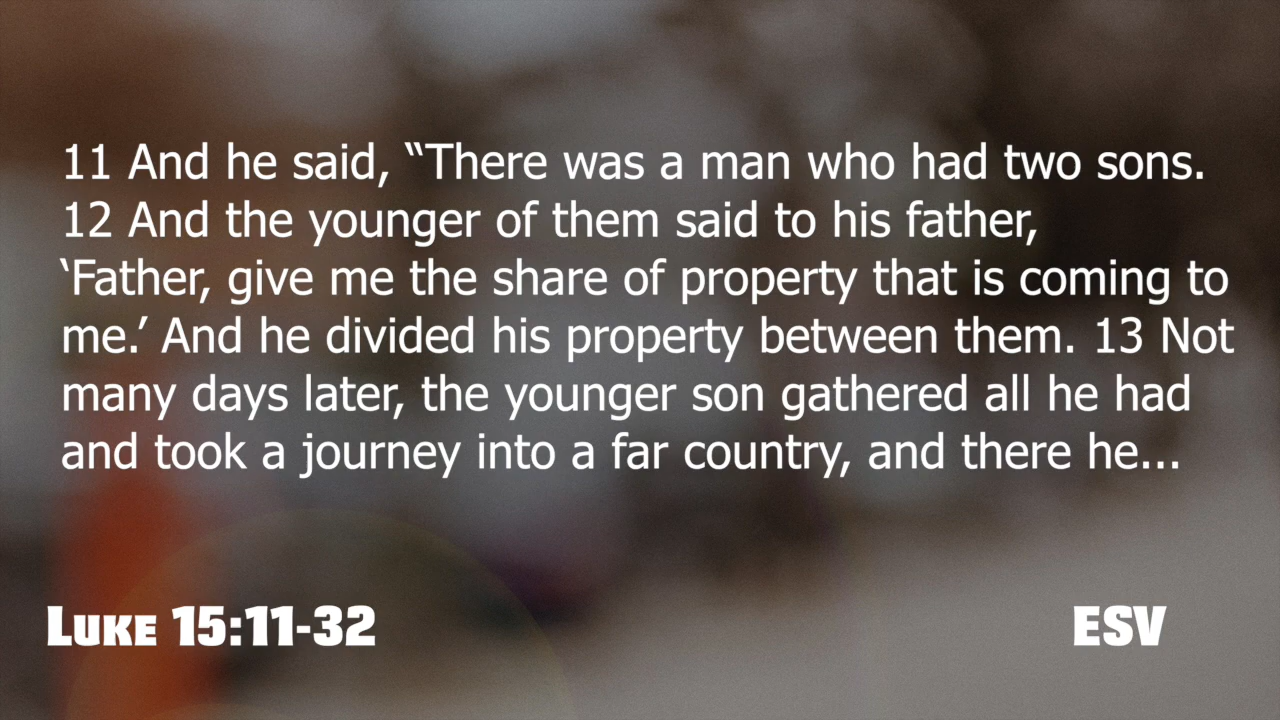 11 And he said, “There was a man who had two sons.
12 And the younger of them said to his father,
‘Father, give me the share of property that is coming to
me.’ And he divided his property between them. 13 Not
many days later, the younger son gathered all he had
and took a journey into a far country, and there he...
Luke 15:11-32
ESV